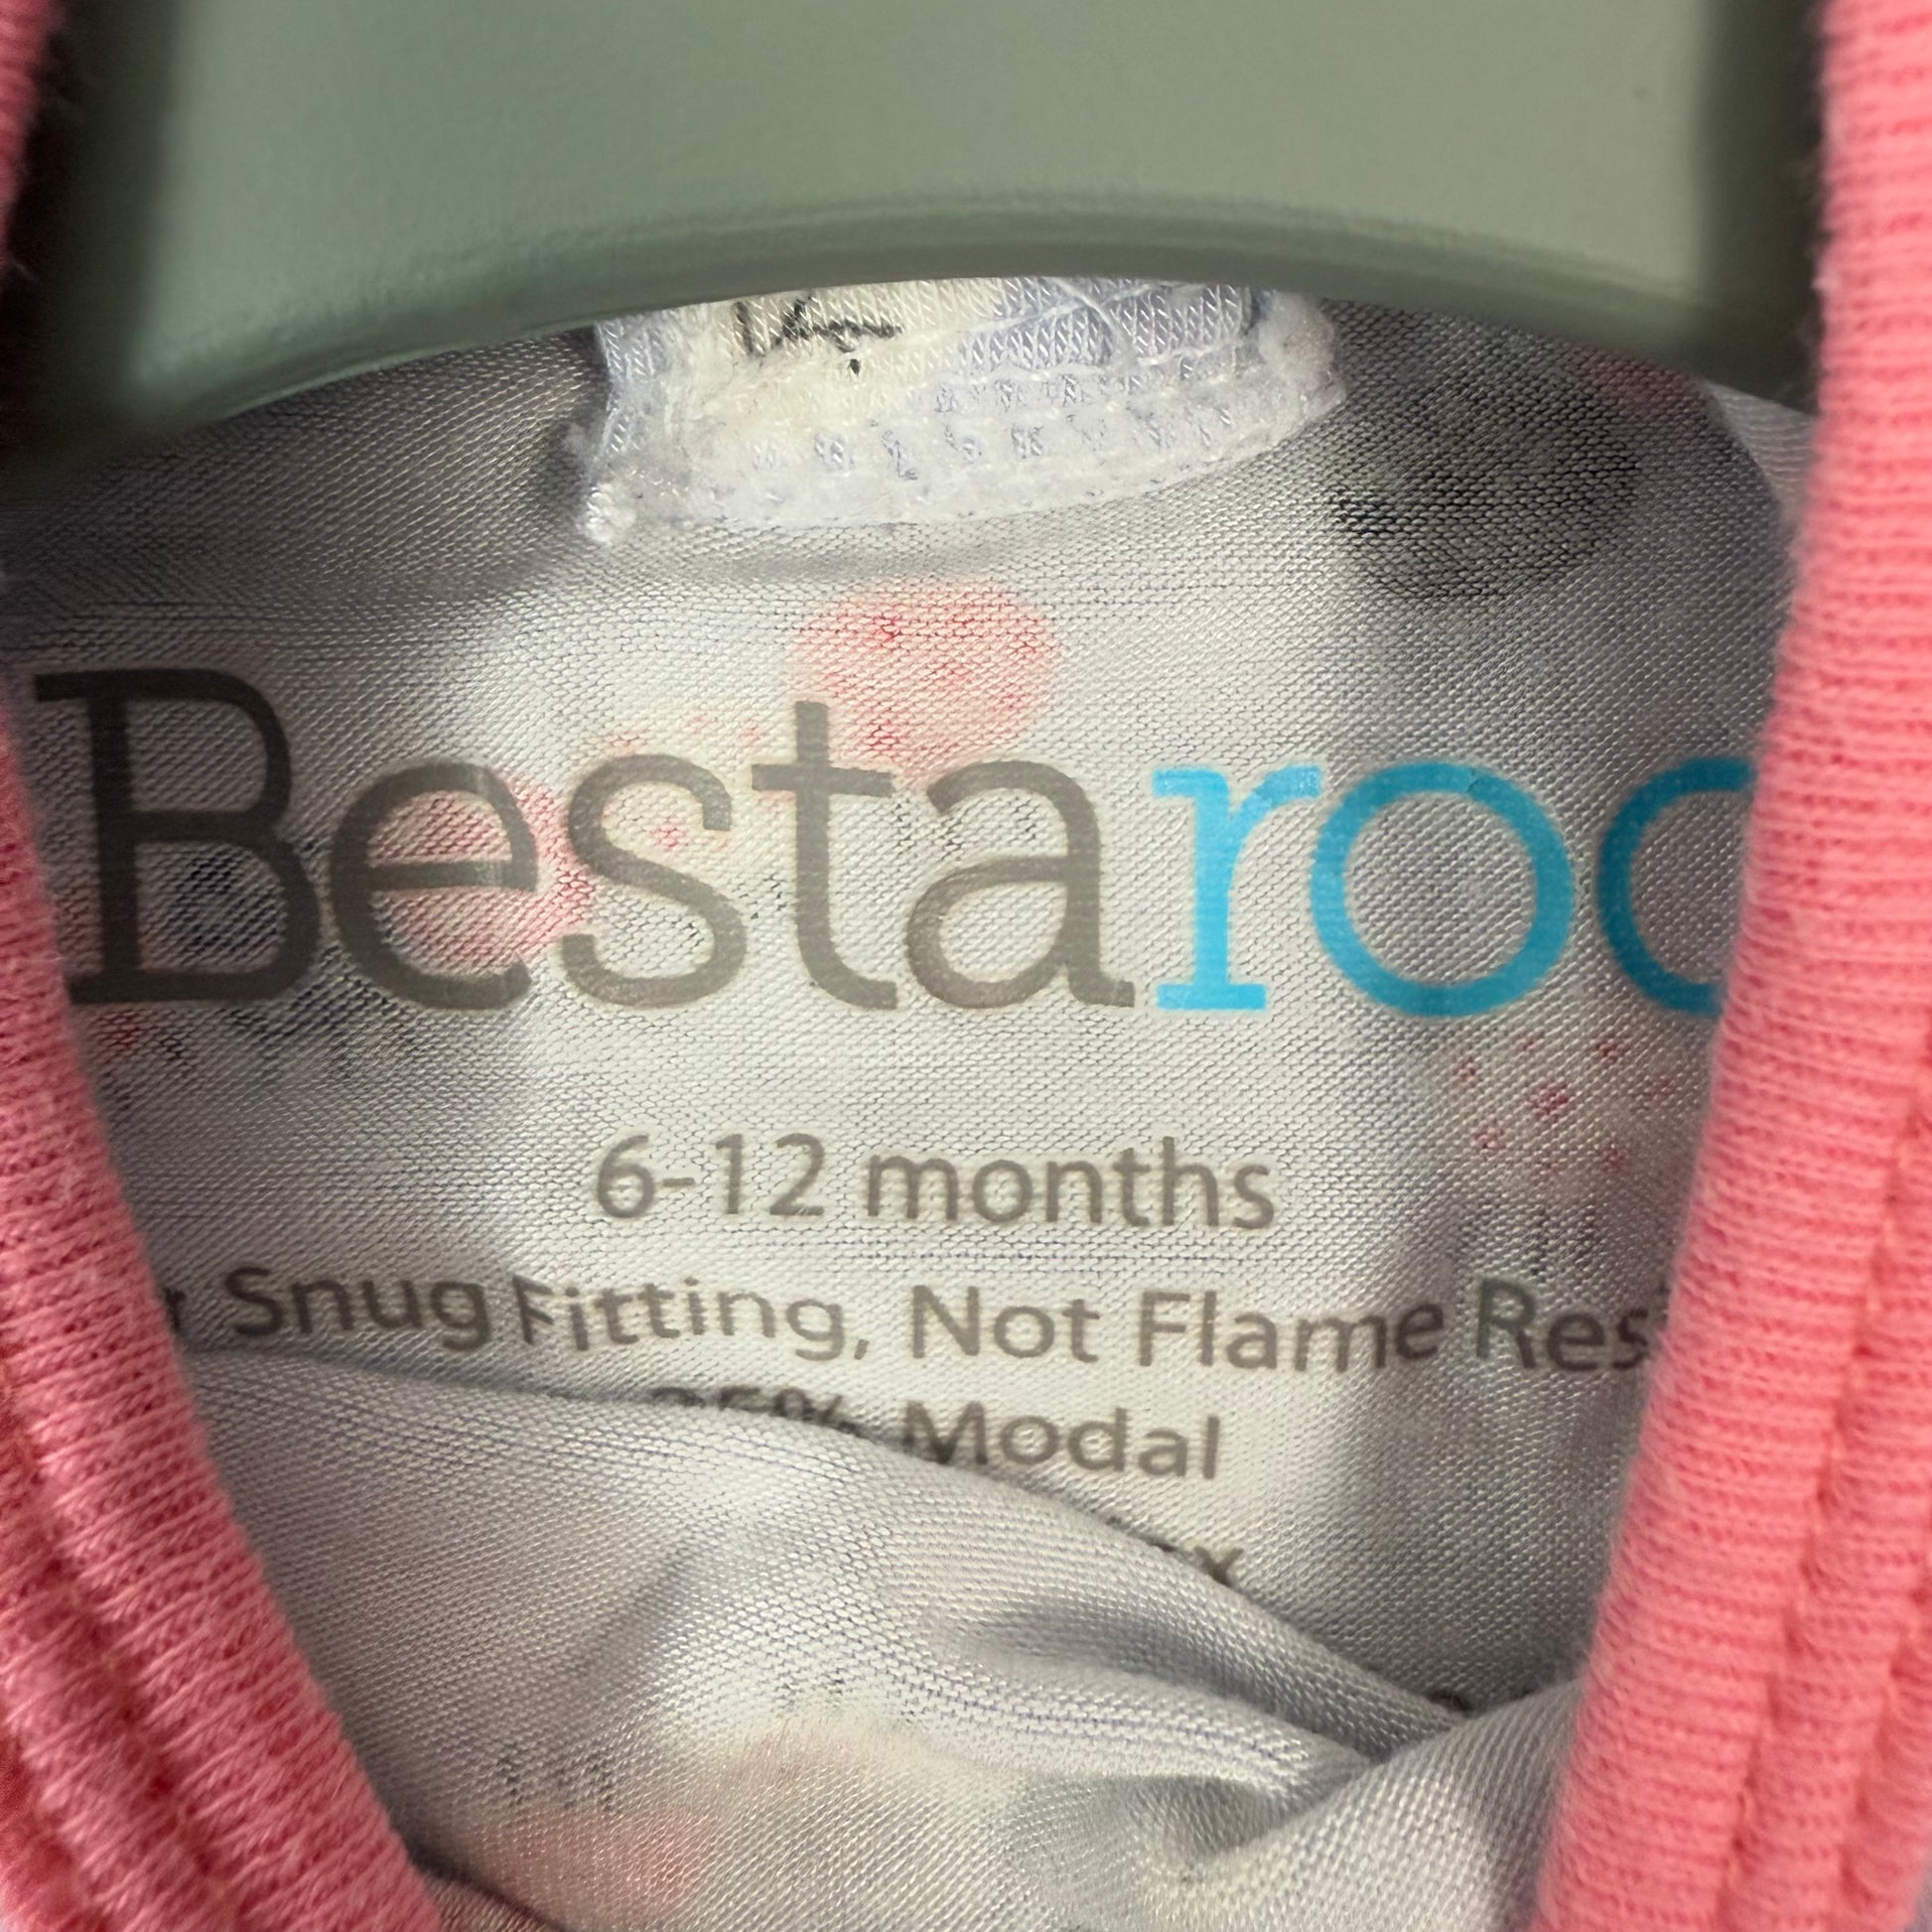 Bestaroo
6-12 months
Snug Fitting, Not Flame Res
Modal